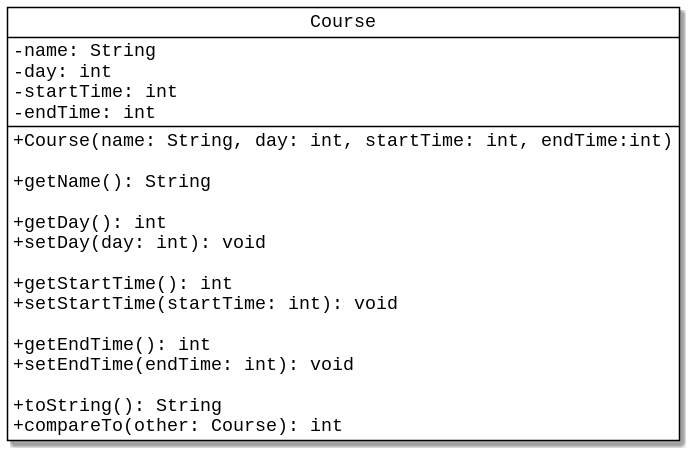 Course
-name: String
-day: int
-startTime: int
-endTime: int
+Course(name: String, day: int, startTime: int, endTime:int)
+getName(): String
+getDay(): int
+setDay(day: int): void
+getStartTime(): int
+setStartTime(startTime: int): void
+getEndTime(): int
+setEndTime(endTime: int): void
+toString(): String
+compareTo(other: Course): int